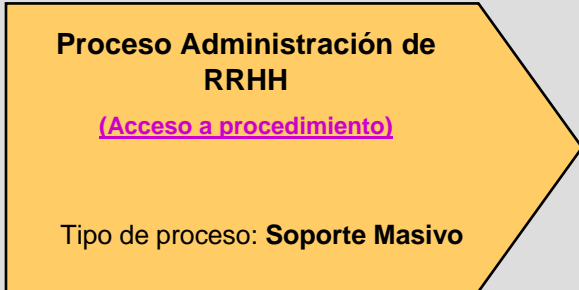 Proceso Administración de
RRHH
(Acceso a procedimiento)
Tipo de proceso: Soporte Masivo